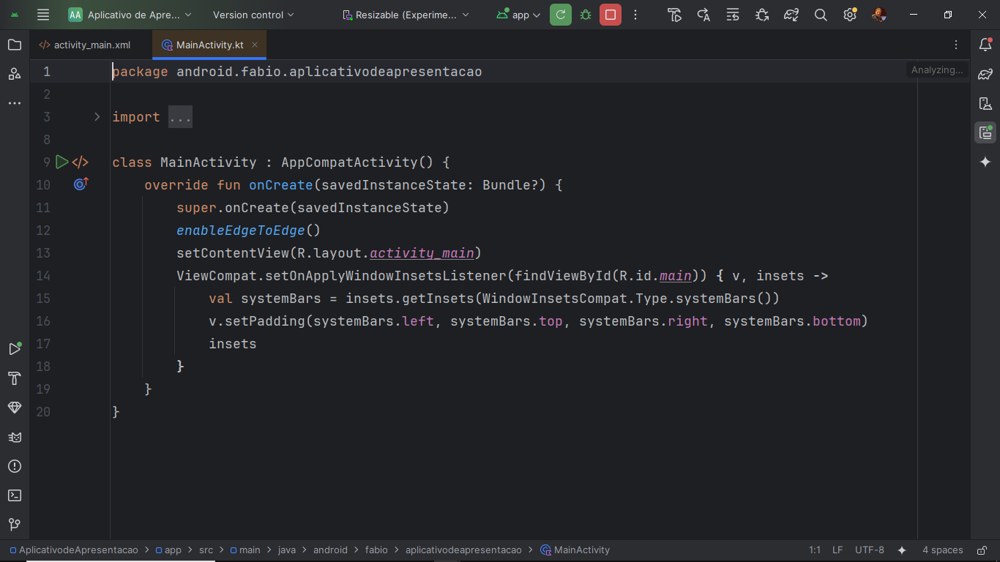 AA Aplicativo de Apre... Version control Resizable (Experime... app
activity_main.xml MainActivity.kt
Analyzing...
1 package android.fabio.aplicativodeapresentacao
2
3 import ...
8
9 class MainActivity : AppCompatActivity() {
10 override fun onCreate(savedInstanceState: Bundle?) {
11 super.onCreate(savedInstanceState)
12 enableEdgeToEdge()
13 setContentView(R.layout.activity_main)
14 ViewCompat.setOnApplyWindowInsetsListener(findViewById(R.id.main)) { v, insets ->
15 val systemBars = insets.getInsets(WindowInsetsCompat.Type.systemBars())
16 v.setPadding(systemBars.left, systemBars.top, systemBars.right, systemBars.bottom)
17 insets
18 }
19 }
20 }
AplicativodeApresentacao > app > src > main > java > android > fabio > aplicativodeapresentacao > MainActivity 1:1 LF UTF-8 4 spaces